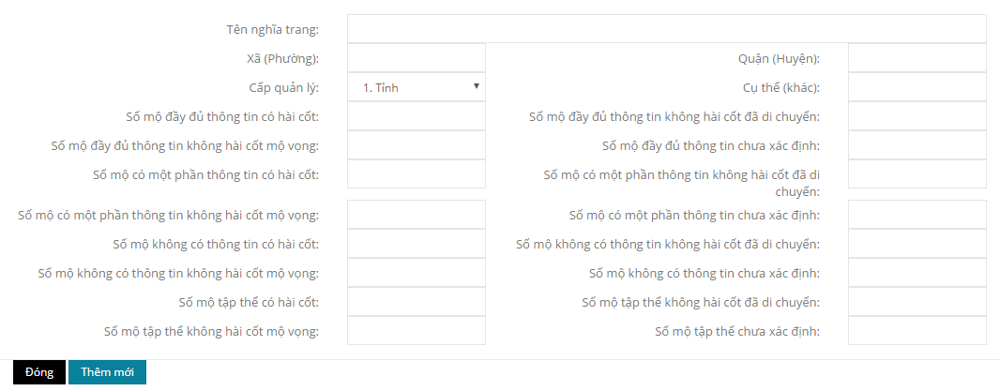 Tên nghĩa trang:
Xã (Phường):
Quận (Huyện):
Cấp quản lý:
1. Tỉnh
Cụ thể (khác):
Số mộ đầy đủ thông tin có hài cốt:
Số mộ đầy đủ thông tin không hài cốt đã di chuyển:
Số mộ đầy đủ thông tin không hài cốt mộ vọng:
Số mộ đầy đủ thông tin chưa xác định:
Số mộ có một phần thông tin có hài cốt:
Số mộ có một phần thông tin không hài cốt đã di
chuyển:
Số mộ có một phần thông tin không hài cốt mộ vọng:
Số mộ có một phần thông tin chưa xác định:
Số mộ không có thông tin có hài cốt:
Số mộ không có thông tin không hài cốt đã di chuyển:
Số mộ không có thông tin không hài cốt mộ vọng:
Số mộ không có thông tin chưa xác định:
Số mộ tập thể có hài cốt:
Số mộ tập thể không hài cốt đã di chuyển:
Số mộ tập thể không hài cốt mộ vọng:
Số mộ tập thể chưa xác định:
Đóng
Thêm mới